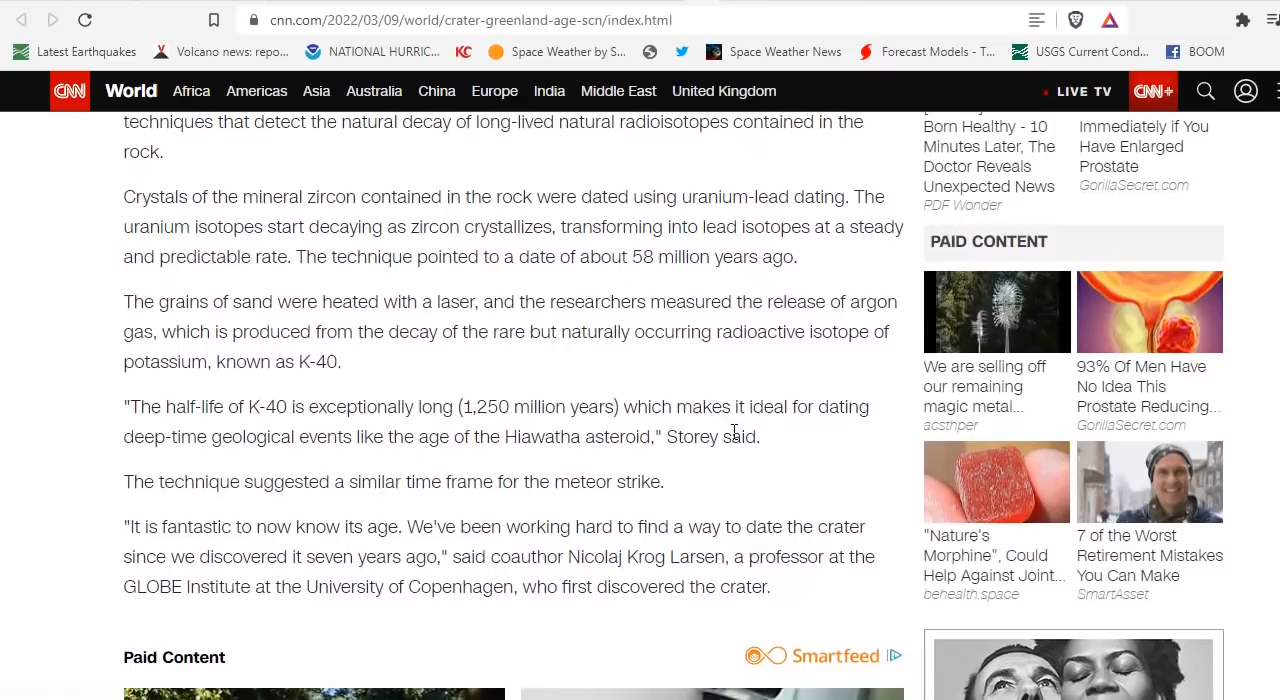 cnn.com/2022/03/09/world/crater-greenland-age-scn/index.html
Latest Earthquakes
Volcano news: repo...
NATIONAL HURRIC...
KC
Space Weather by S...
Space Weather News
Forecast Models - T...
USGS Current Cond...
BOOM
CNN
World
Africa
Americas
Asia
Australia
China
Europe
India
Middle East
United Kingdom
LIVE TV
CNN+
techniques that detect the natural decay of long-lived natural radioisotopes contained in the
rock.
Crystals of the mineral zircon contained in the rock were dated using uranium-lead dating. The
uranium isotopes start decaying as zircon crystallizes, transforming into lead isotopes at a steady
and predictable rate. The technique pointed to a date of about 58 million years ago.
The grains of sand were heated with a laser, and the researchers measured the release of argon
gas, which is produced from the decay of the rare but naturally occurring radioactive isotope of
potassium, known as K-40.
"The half-life of K-40 is exceptionally long (1,250 million years) which makes it ideal for dating
deep-time geological events like the age of the Hiawatha asteroid," Storey said.
The technique suggested a similar time frame for the meteor strike.
"It is fantastic to now know its age. We've been working hard to find a way to date the crater
since we discovered it seven years ago," said coauthor Nicolaj Krog Larsen, a professor at the
GLOBE Institute at the University of Copenhagen, who first discovered the crater.
Paid Content
Smartfeed
Born Healthy - 10
Minutes Later, The
Doctor Reveals
Unexpected News
PDF Wonder
Immediately if You
Have Enlarged
Prostate
GorillaSecret.com
PAID CONTENT
We are selling off
our remaining
magic metal...
acsthper
93% Of Men Have
No Idea This
Prostate Reducing...
GorillaSecret.com
"Nature's
Morphine", Could
Help Against Joint...
behealth.space
7 of the Worst
Retirement Mistakes
You Can Make
SmartAsset